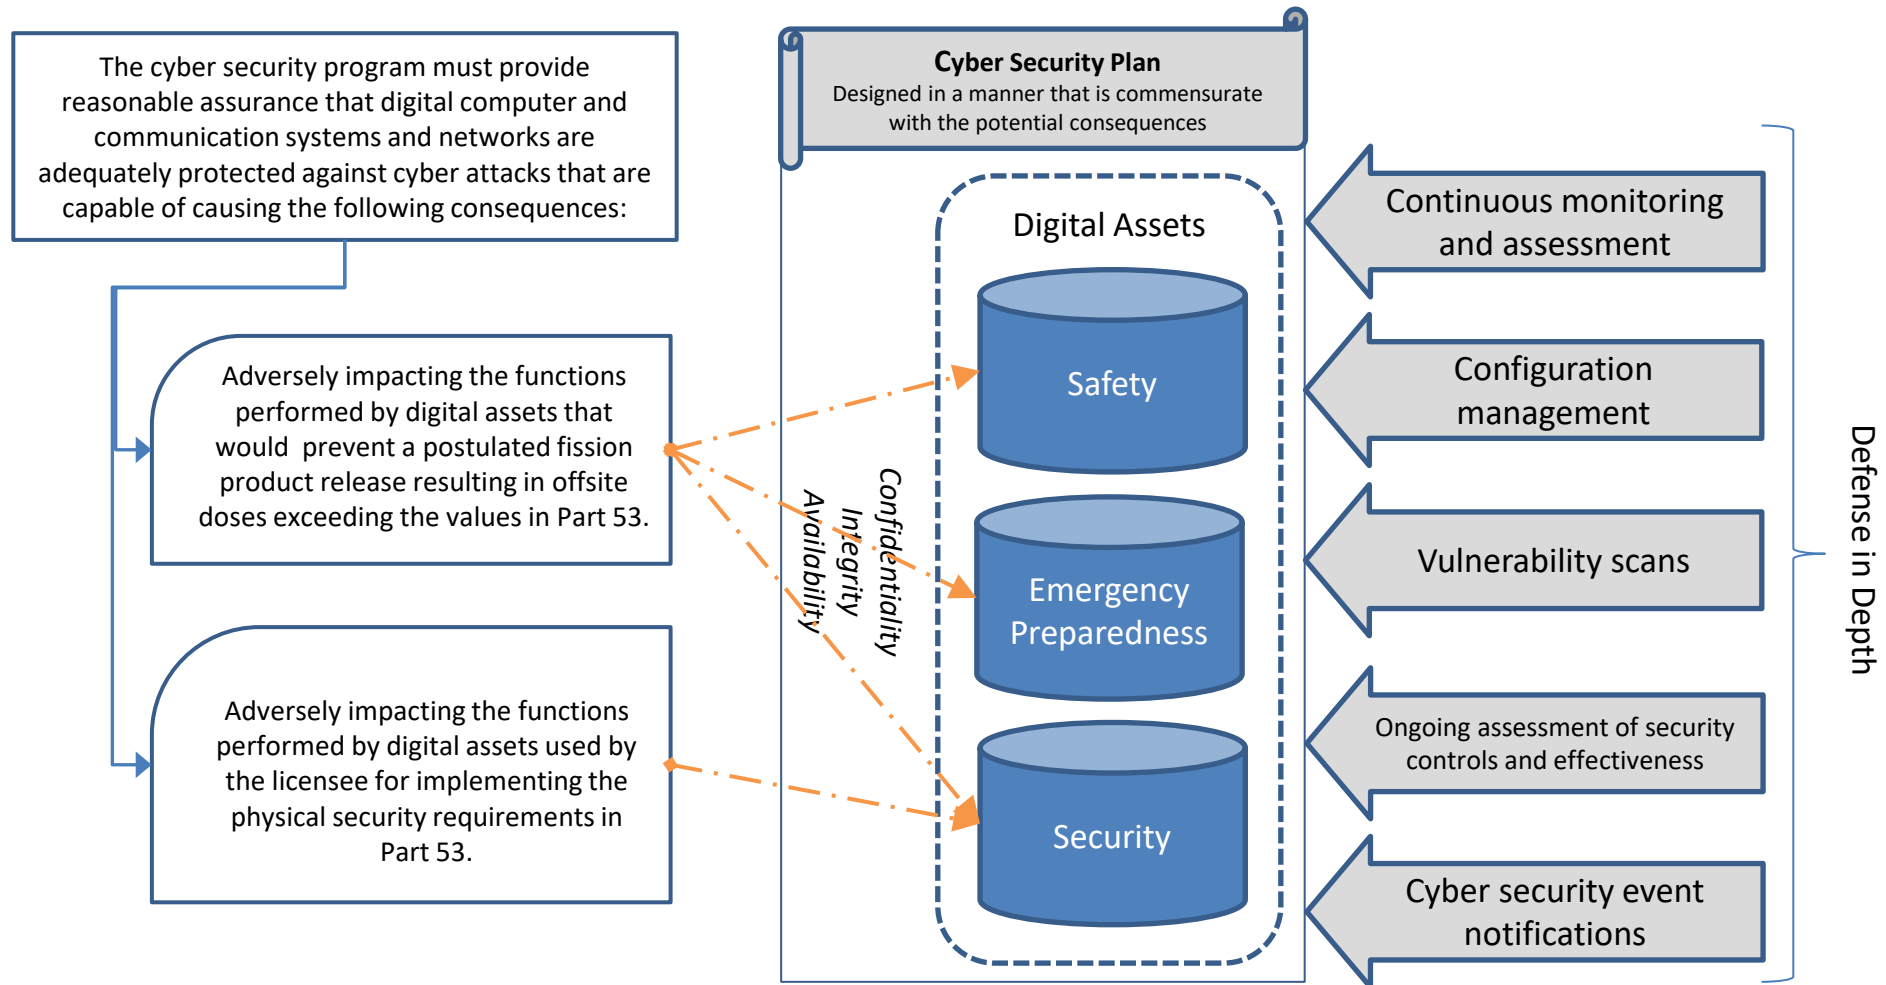 The cyber security program must provide
reasonable assurance that digital computer and
communication systems and networks are
adequately protected against cyber attacks that are
capable of causing the following consequences:
Adversely impacting the functions
performed by digital assets that
would  prevent a postulated fission
product release resulting in offsite
doses exceeding the values in Part 53.
Adversely impacting the functions
performed by digital assets used by
the licensee for implementing the
physical security requirements in
Part 53.
Cyber Security Plan
Designed in a manner that is commensurate
with the potential consequences
Confidentiality
Integrity
Availability
Digital Assets
Safety
Emergency
Preparedness
Security
Continuous monitoring
and assessment
Configuration
management
Vulnerability scans
Ongoing assessment of security
controls and effectiveness
Cyber security event
notifications
Defense in Depth